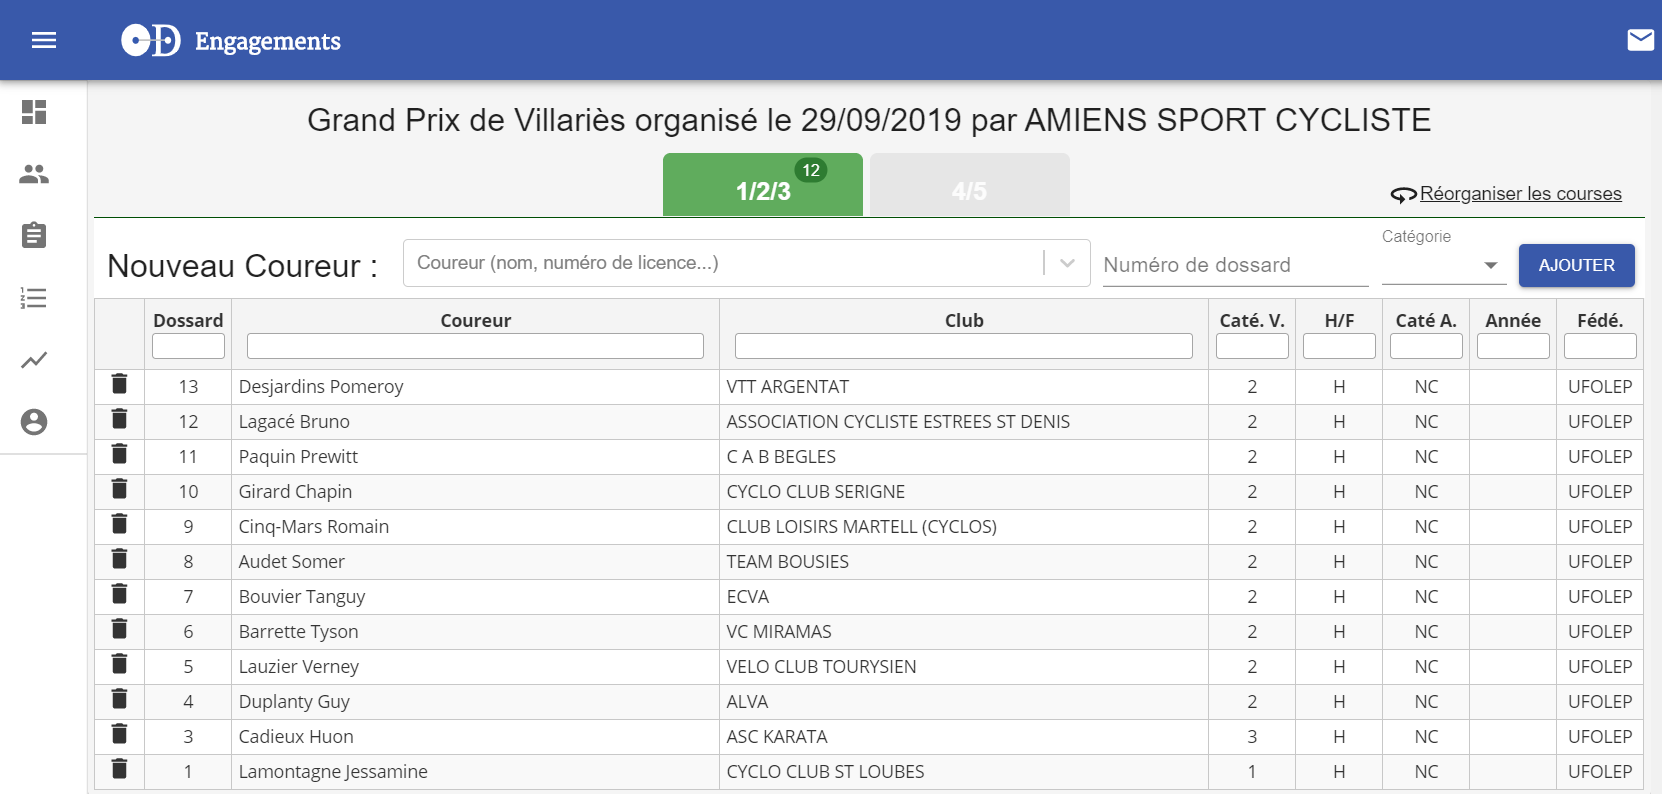 OD Engagements
Grand Prix de Villariès organisé le 29/09/2019 par AMIENS SPORT CYCLISTE
1/2/3 12 4/5
Réorganiser les courses
Nouveau Coureur : Coureur (nom, numéro de licence...) Numéro de dossard Catégorie AJOUTER
Dossard Coureur Club Caté. V. H/F Caté A. Année Fédé.
13 Desjardins Pomeroy VTT ARGENTAT 2 H NC UFOLEP
12 Lagacé Bruno ASSOCIATION CYCLISTE ESTREES ST DENIS 2 H NC UFOLEP
11 Paquin Prewitt C A B BEGLES 2 H NC UFOLEP
10 Girard Chapin CYCLO CLUB SERIGNE 2 H NC UFOLEP
9 Cinq-Mars Romain CLUB LOISIRS MARTELL (CYCLOS) 2 H NC UFOLEP
8 Audet Somer TEAM BOUSIES 2 H NC UFOLEP
7 Bouvier Tanguy ECVA 2 H NC UFOLEP
6 Barrette Tyson VC MIRAMAS 2 H NC UFOLEP
5 Lauzier Verney VELO CLUB TOURYSIEN 2 H NC UFOLEP
4 Duplanty Guy ALVA 2 H NC UFOLEP
3 Cadieux Huon ASC KARATA 3 H NC UFOLEP
1 Lamontagne Jessamine CYCLO CLUB ST LOUBES 1 H NC UFOLEP